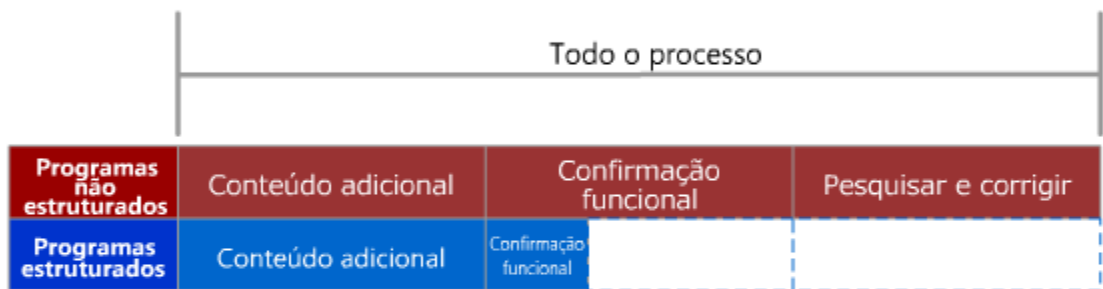 Todo o processo
Programas
não
estruturados
Conteúdo adicional
Confirmação
funcional
Pesquisar e corrigir
Programas
estruturados
Conteúdo adicional
Confirmação
funcional